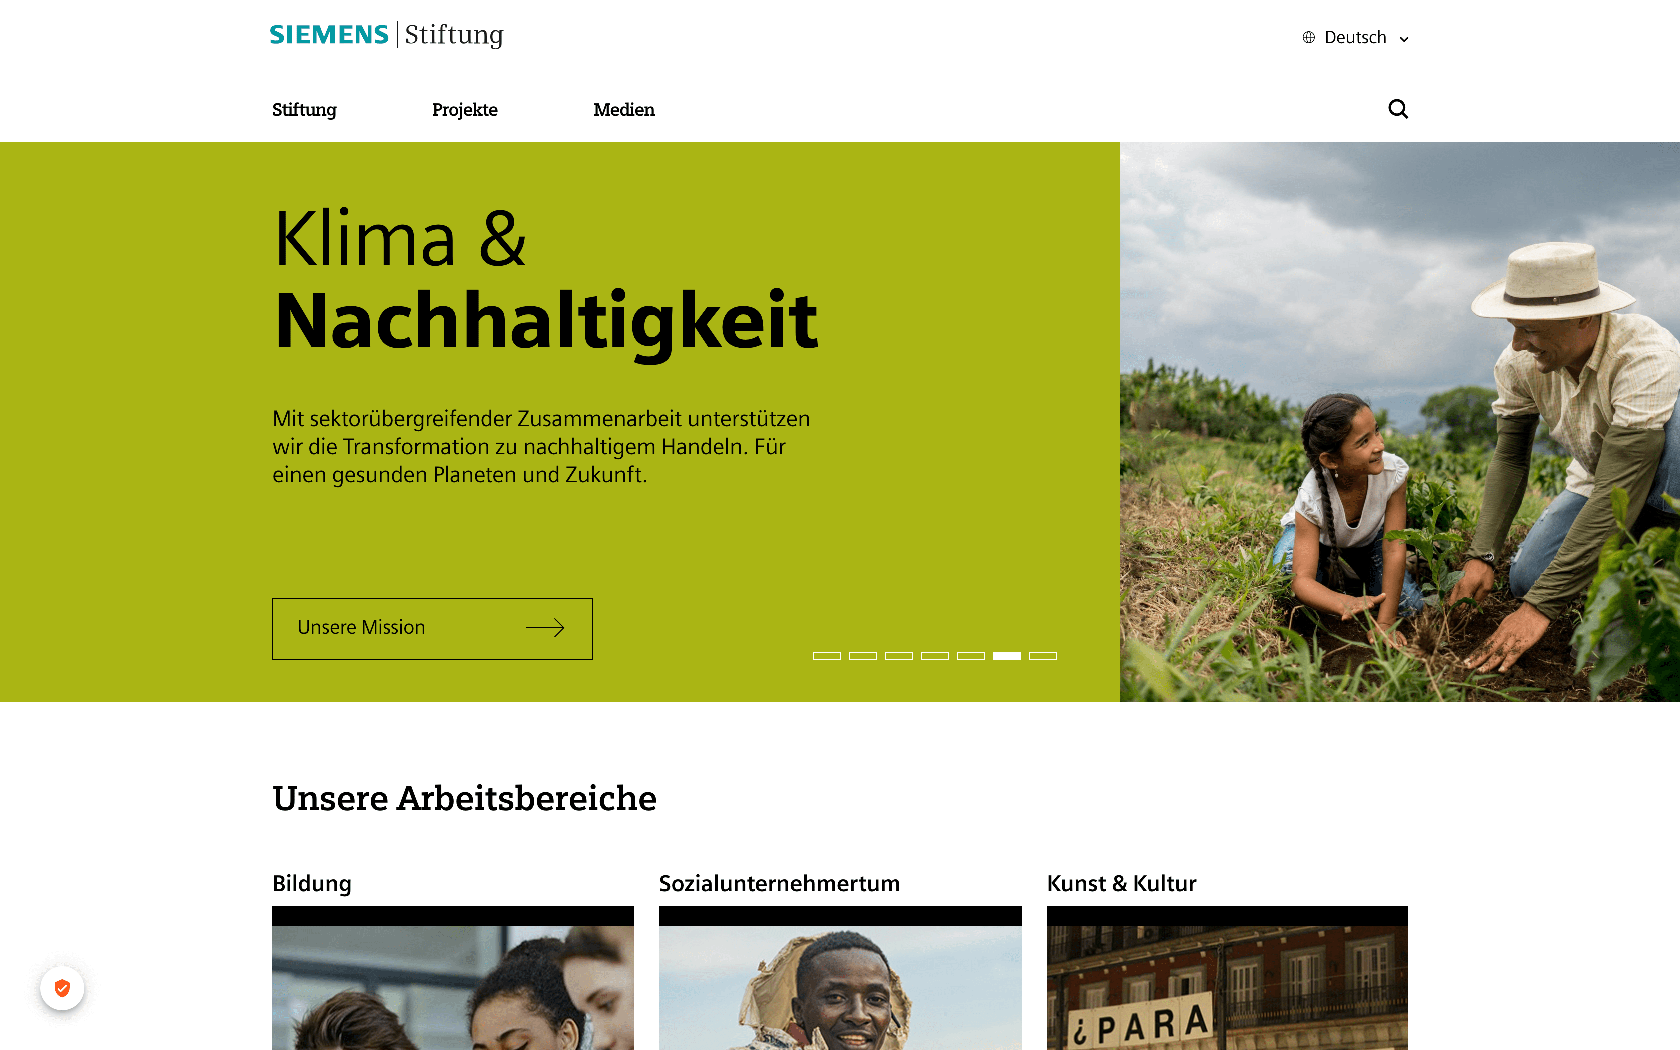 SIEMENS | Stiftung
Deutsch
Stiftung
Projekte
Medien
Klima &
Nachhaltigkeit
Mit sektorübergreifender Zusammenarbeit unterstützen
wir die Transformation zu nachhaltigem Handeln. Für
einen gesunden Planeten und Zukunft.
Unsere Mission
Unsere Arbeitsbereiche
Bildung
Sozialunternehmertum
Kunst & Kultur
¿PARA